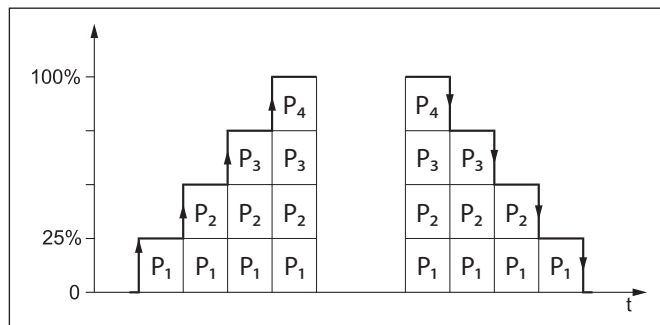 100%
P₄ P₄
P₃ P₃ P₃ P₃
P₂ P₂ P₂ P₂ P₂ P₂
25%
P₁ P₁ P₁ P₁ P₁ P₁ P₁ P₁
0
t